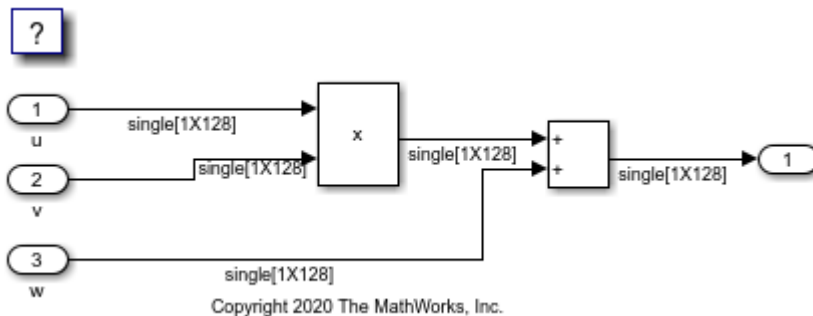 ?
1
single[1X128]
u
x
2
single[1X128]
v
single[1X128]
+
+
single[1X128]
1
3
single[1X128]
w
Copyright 2020 The MathWorks, Inc.